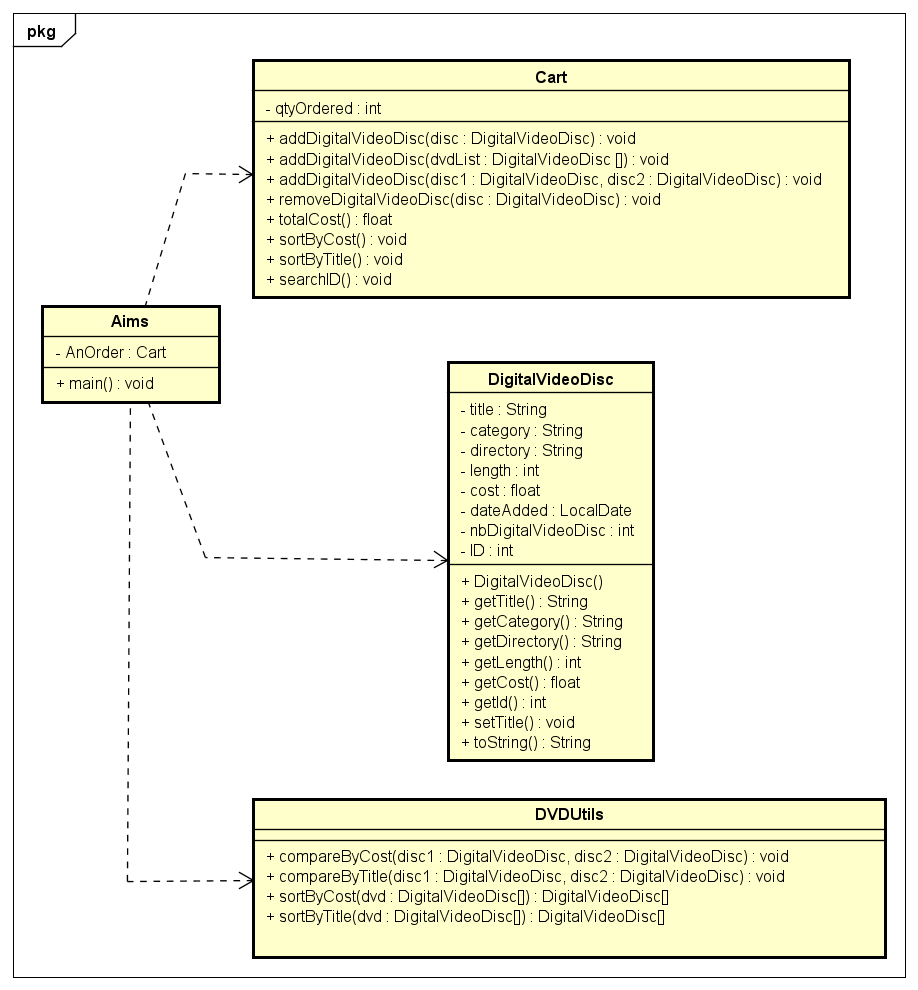 pkg
Cart
- qtyOrdered : int
+ addDigitalVideoDisc(disc : DigitalVideoDisc) : void
+ addDigitalVideoDisc(dvdList : DigitalVideoDisc []) : void
+ addDigitalVideoDisc(disc1 : DigitalVideoDisc, disc2 : DigitalVideoDisc) : void
+ removeDigitalVideoDisc(disc : DigitalVideoDisc) : void
+ totalCost() : float
+ sortByCost() : void
+ sortByTitle() : void
+ searchID() : void
Aims
- AnOrder : Cart
+ main() : void
DigitalVideoDisc
- title : String
- category : String
- directory : String
- length : int
- cost : float
- dateAdded : LocalDate
- nbDigitalVideoDisc : int
- ID : int
+ DigitalVideoDisc()
+ getTitle() : String
+ getCategory() : String
+ getDirectory() : String
+ getLength() : int
+ getCost() : float
+ getId() : int
+ setTitle() : void
+ toString() : String
DVDUtils
+ compareByCost(disc1 : DigitalVideoDisc, disc2 : DigitalVideoDisc) : void
+ compareByTitle(disc1 : DigitalVideoDisc, disc2 : DigitalVideoDisc) : void
+ sortByCost(dvd : DigitalVideoDisc[]) : DigitalVideoDisc[]
+ sortByTitle(dvd : DigitalVideoDisc[]) : DigitalVideoDisc[]